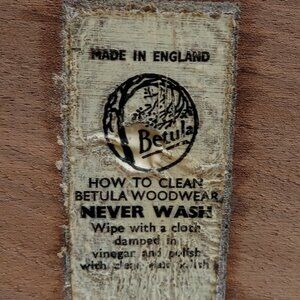 MADE IN ENGLAND
Betula
HOW TO CLEAN
BETULA WOODWEAR
NEVER WASH
Wipe with a cloth
damped in
vinegar and polish
with clear